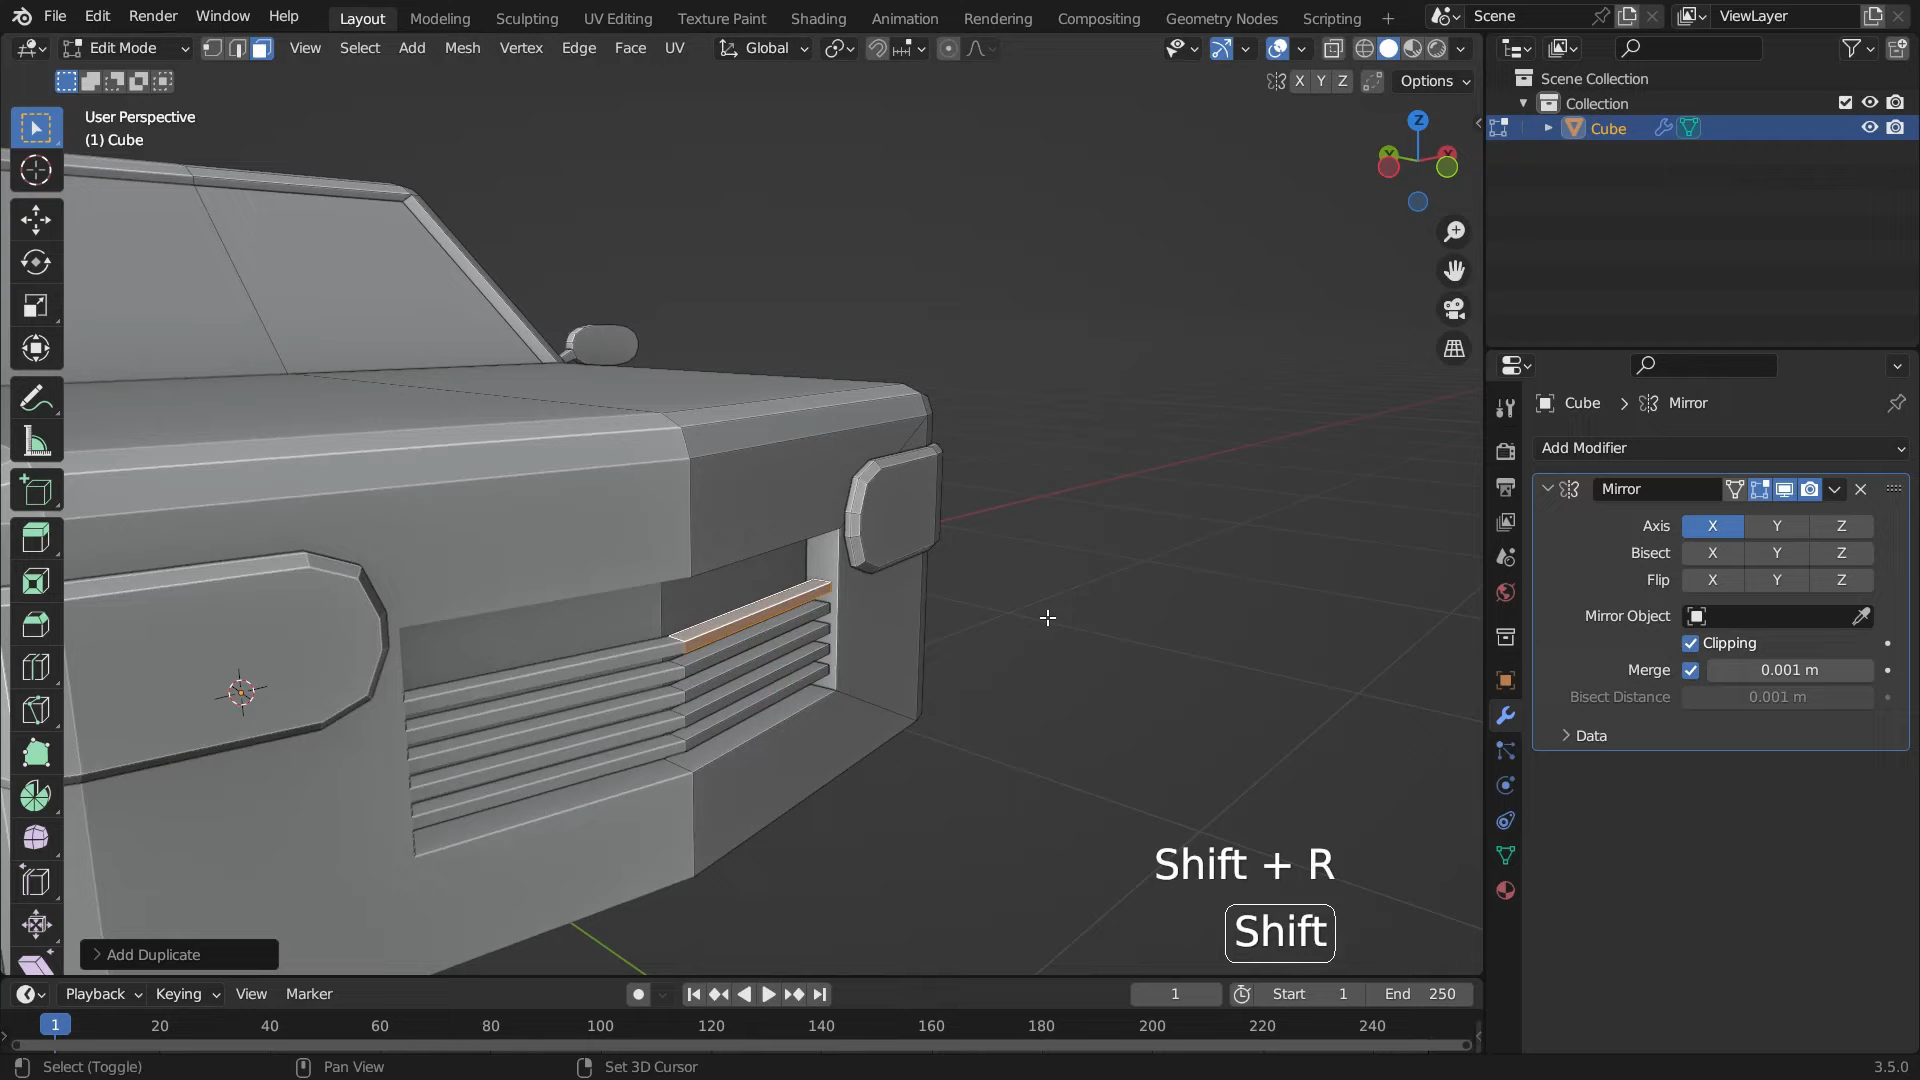 File Edit Render Window Help Layout Modeling Sculpting UV Editing Texture Paint Shading Animation Rendering Compositing Geometry Nodes Scripting + Scene ViewLayer
Edit Mode View Select Add Mesh Vertex Edge Face UV Global
X Y Z Options
User Perspective
(1) Cube
Z
Y
X
Scene Collection
Collection
Cube
Cube > Mirror
Add Modifier
Mirror
Axis X Y Z
Bisect X Y Z
Flip X Y Z
Mirror Object
Clipping
Merge 0.001 m
Bisect Distance 0.001 m
Data
Shift + R
Shift
Add Duplicate
Playback Keying View Marker 1 Start 1 End 250
1 20 40 60 80 100 120 140 160 180 200 220 240
Select (Toggle) Pan View Set 3D Cursor 3.5.0